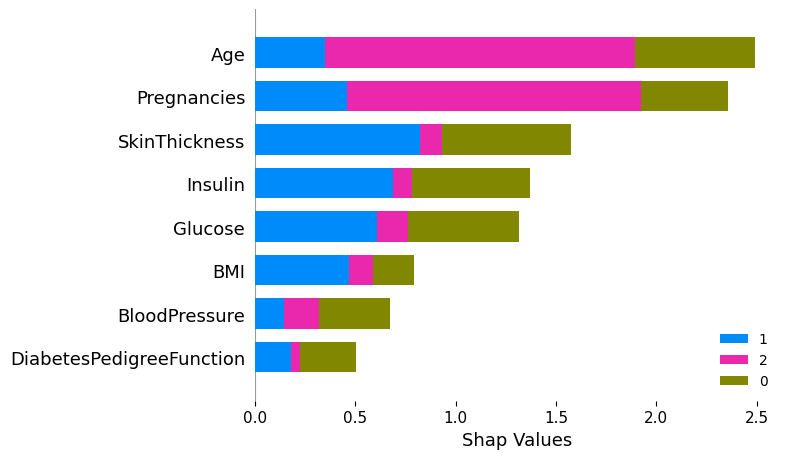 Age
Pregnancies
SkinThickness
Insulin
Glucose
BMI
BloodPressure
DiabetesPedigreeFunction
1
2
0
0.0 0.5 1.0 1.5 2.0 2.5
Shap Values